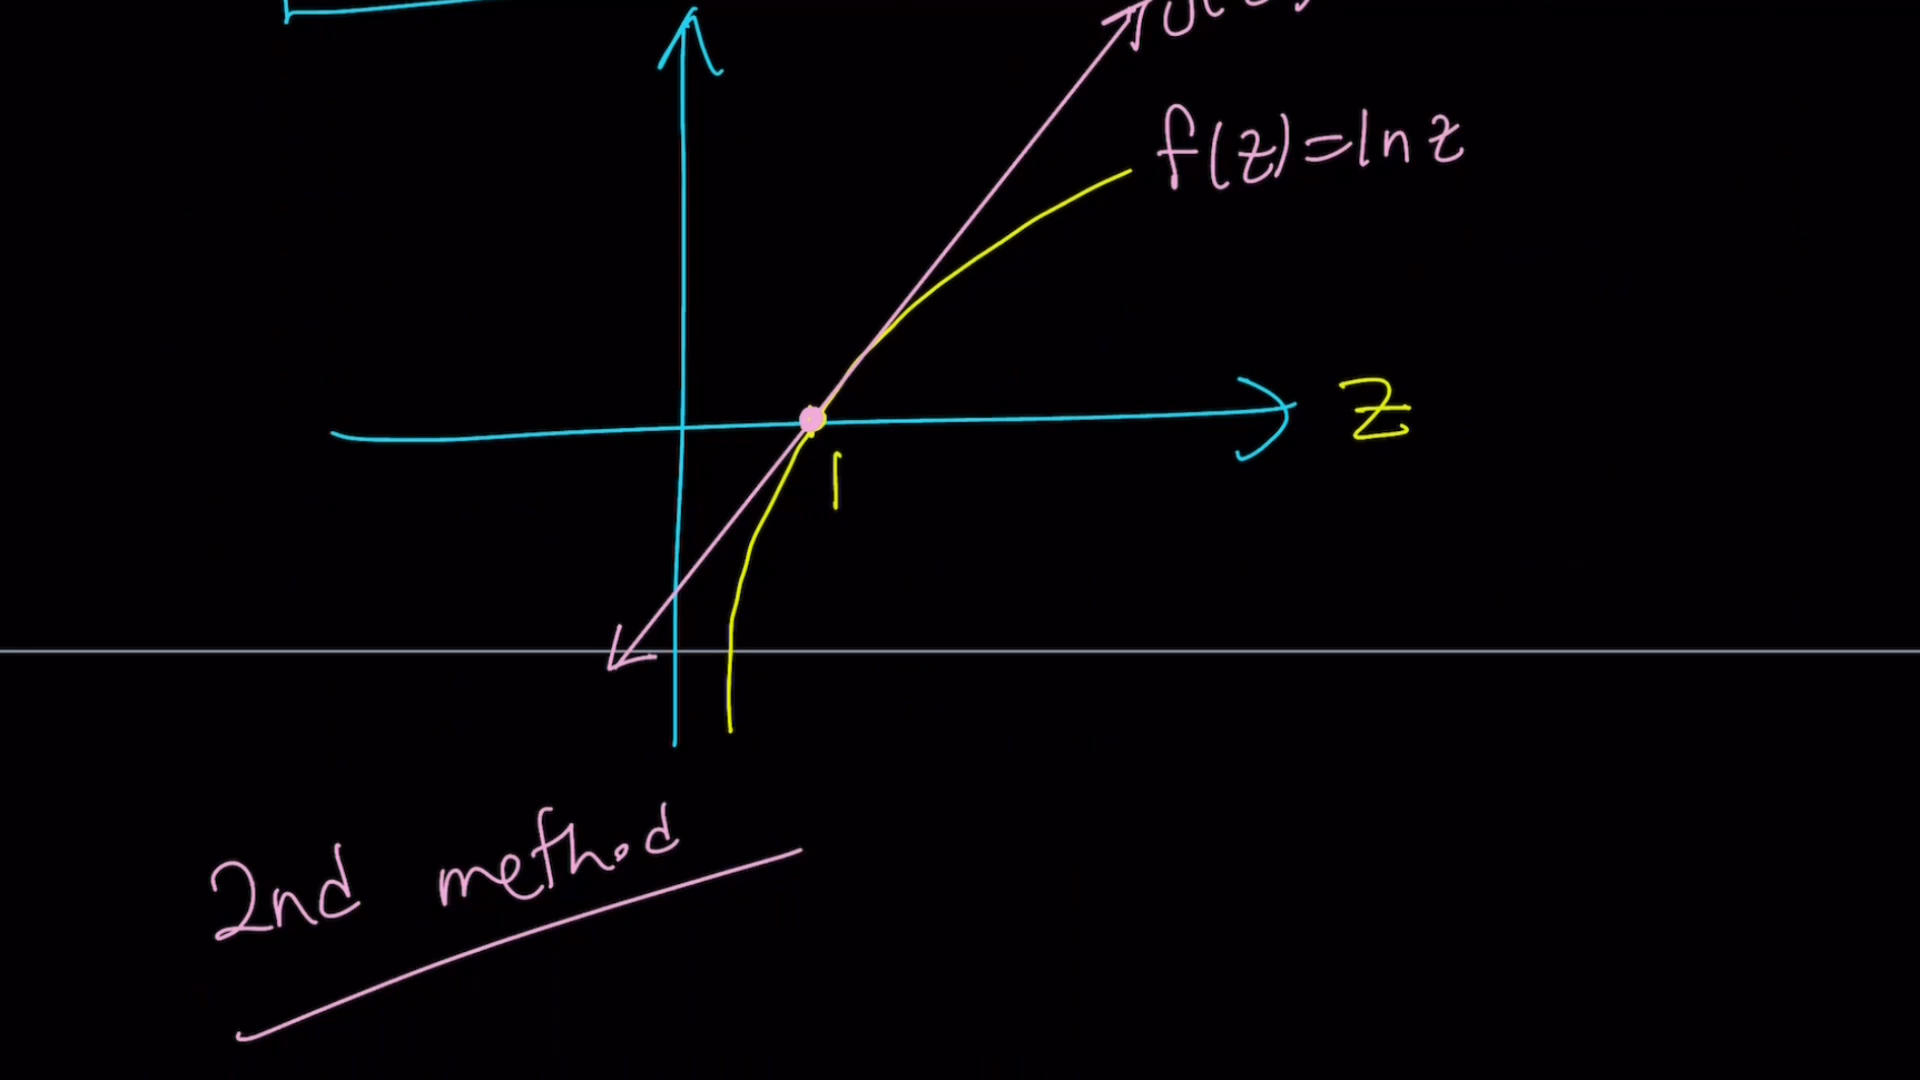 f(z)=ln z
z
1
2nd method